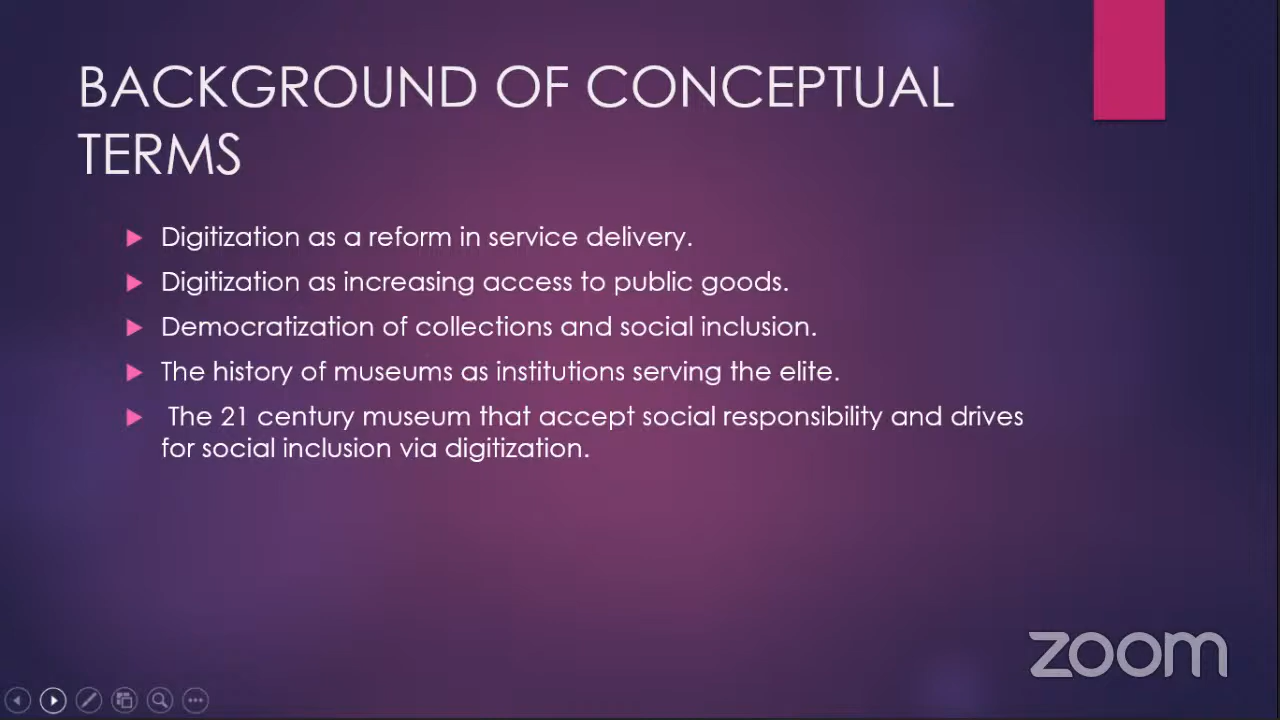 BACKGROUND OF CONCEPTUAL
TERMS
Digitization as a reform in service delivery.
Digitization as increasing access to public goods.
Democratization of collections and social inclusion.
The history of museums as institutions serving the elite.
The 21 century museum that accept social responsibility and drives
for social inclusion via digitization.
zoom